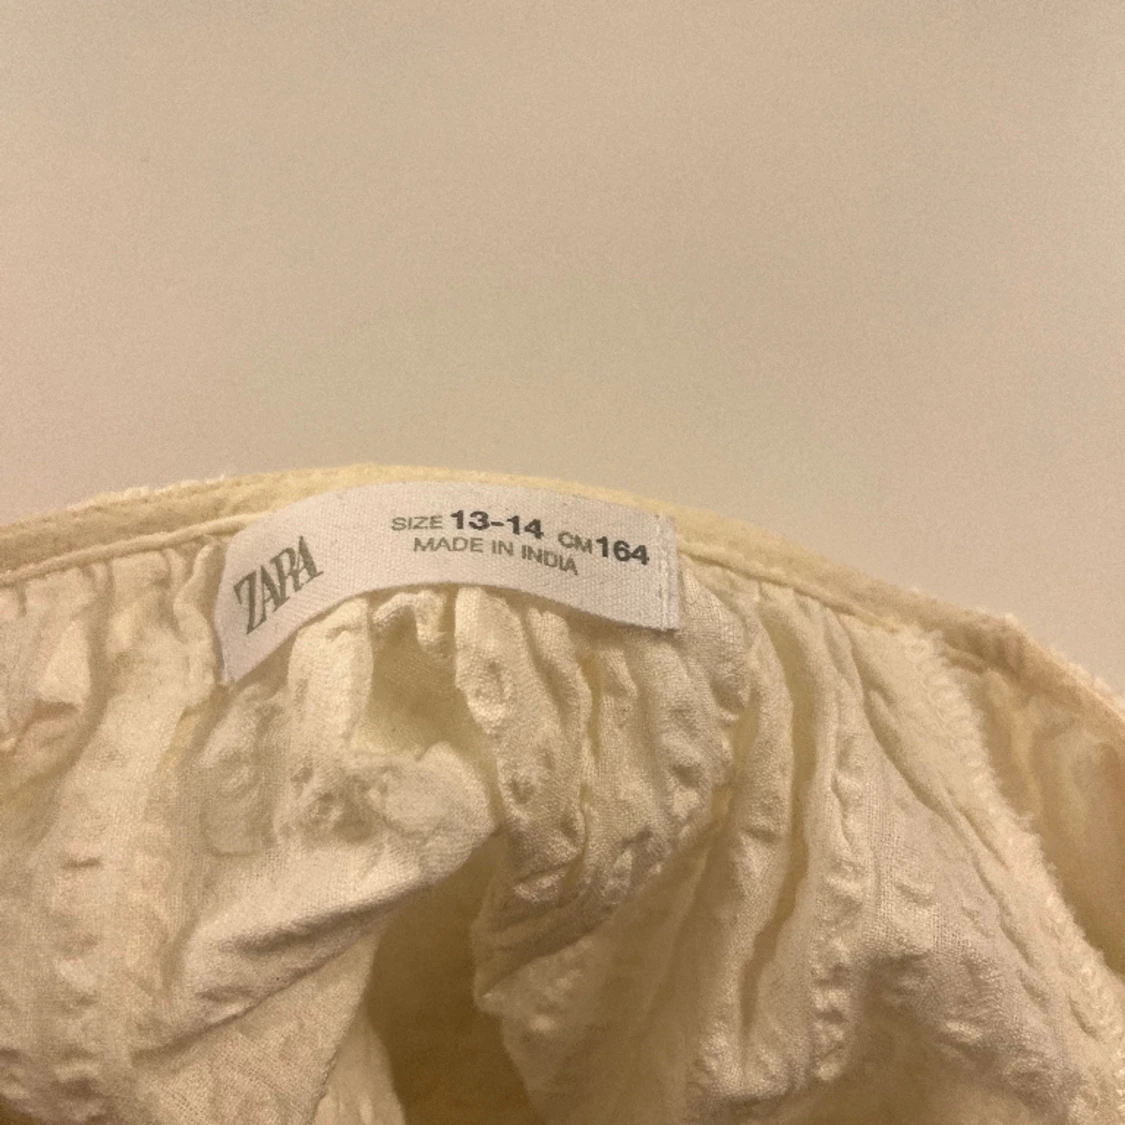 ZARA
SIZE 13-14 CM 164
MADE IN INDIA